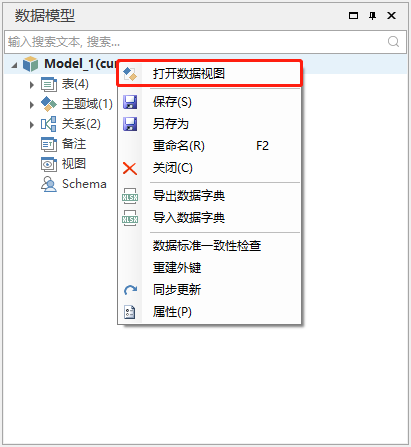 数据模型
输入搜索文本, 搜索...
Model_1(cur
打开数据视图
表(4)
主题域(1)
关系(2)
备注
视图
Schema
保存(S)
另存为
重命名(R) F2
关闭(C)
导出数据字典
导入数据字典
数据标准一致性检查
重建外键
同步更新
属性(P)
XLSX
XLSX